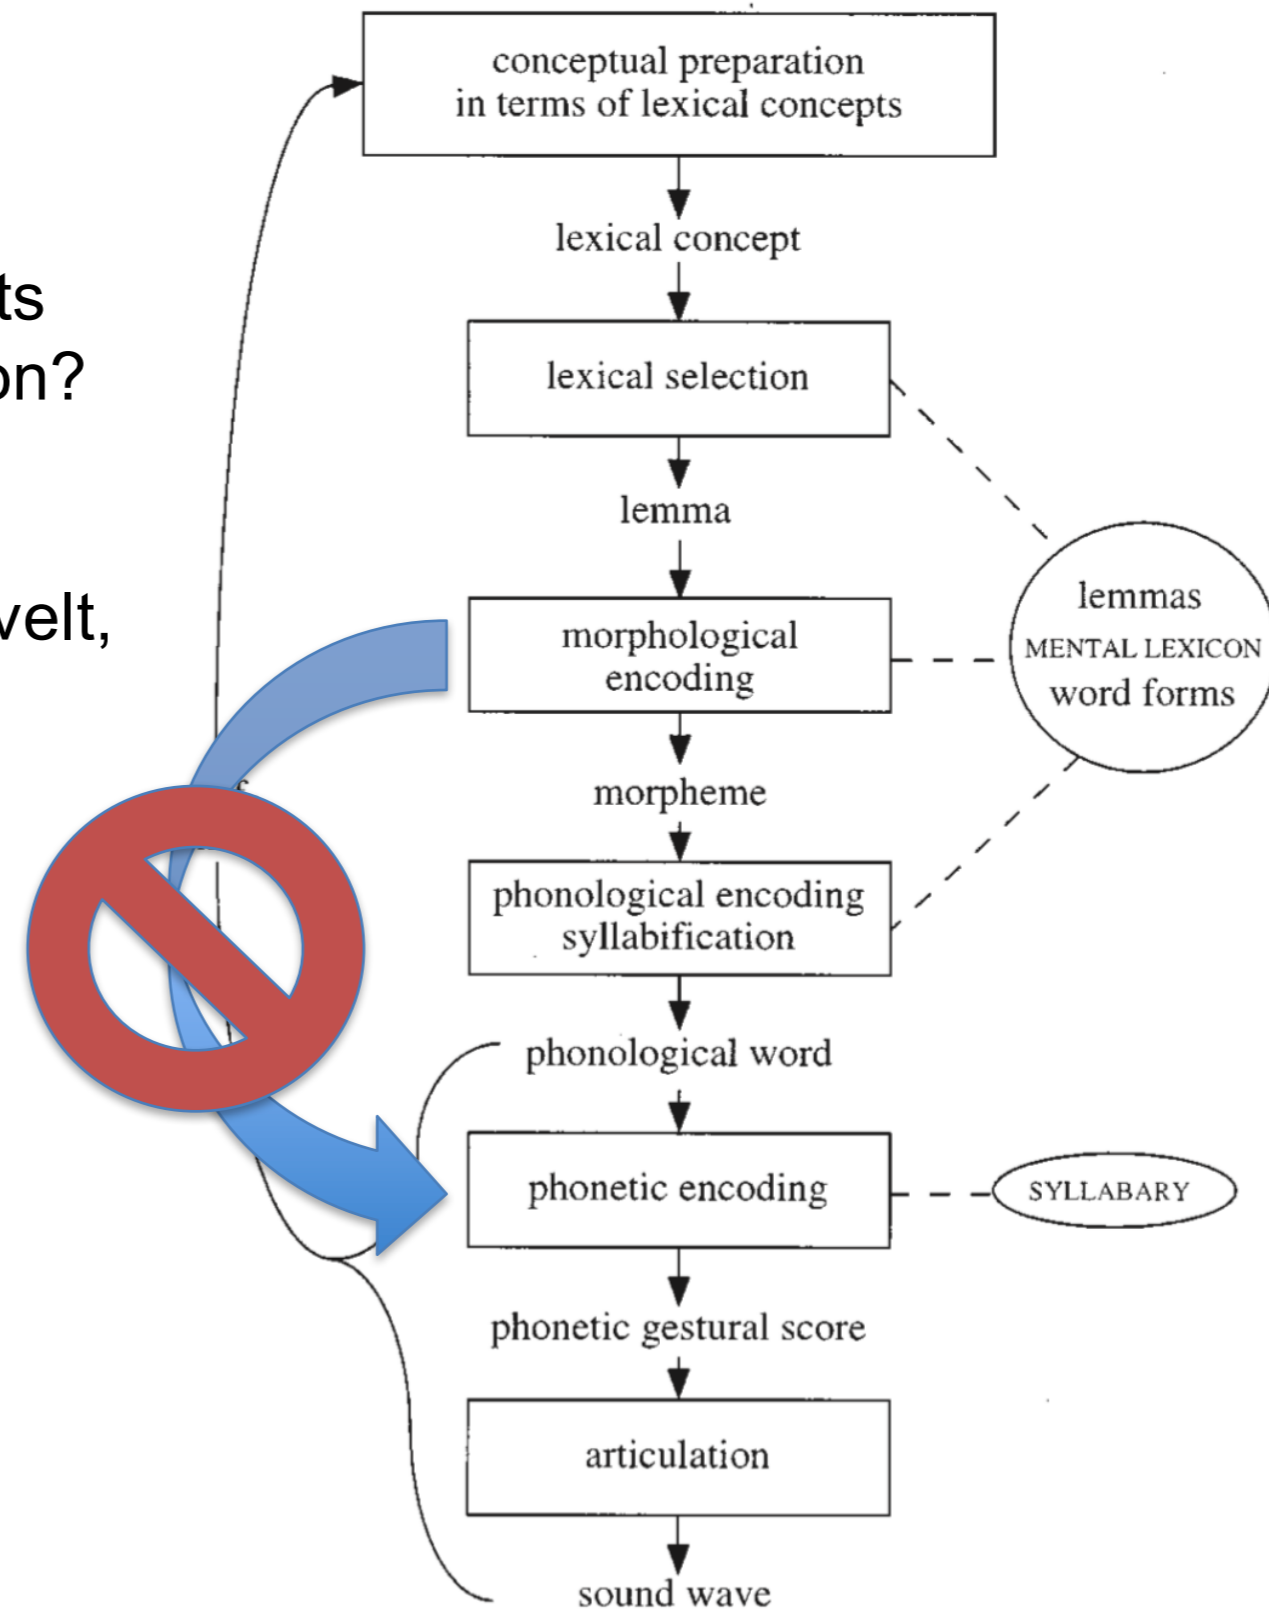 conceptual preparation
in terms of lexical concepts
lexical concept
ts
on?
lexical selection
lemma
velt,
morphological
encoding
lemmas
MENTAL LEXICON
word forms
morpheme
phonological encoding
syllabification
phonological word
phonetic encoding
SYLLABARY
phonetic gestural score
articulation
sound wave